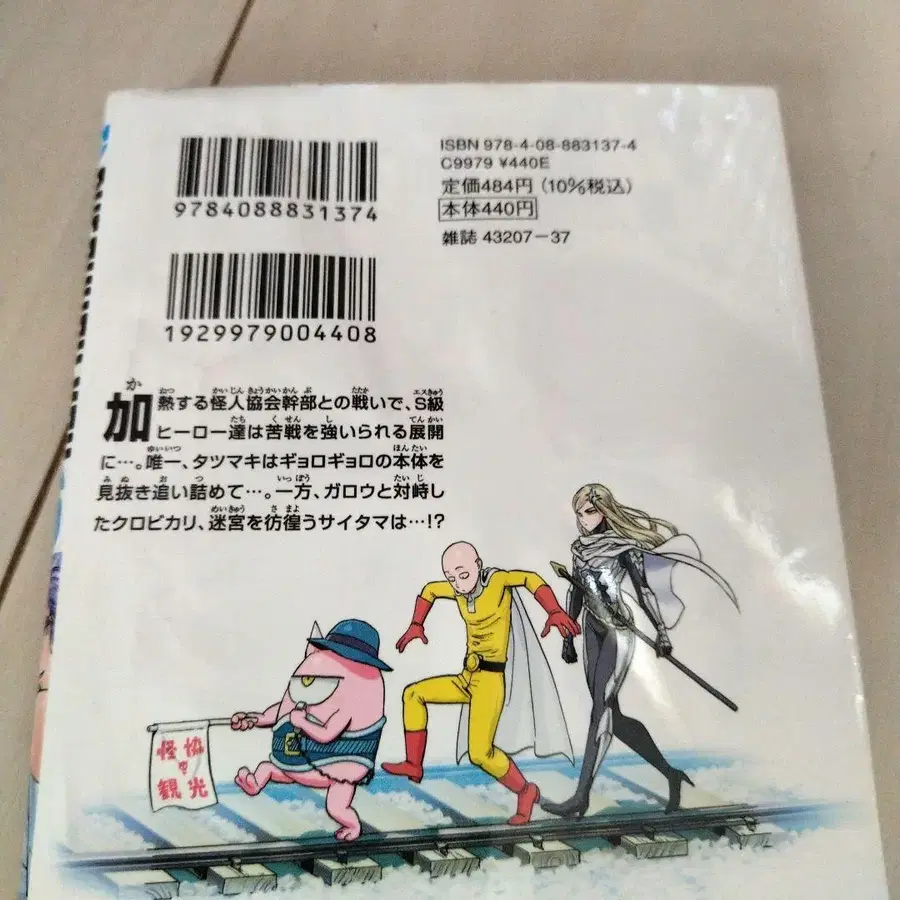 9784088831374
1929979004408
ISBN 978-4-08-883137-4
C9979 ¥440E
定価484円(10%税込)
本体440円
雑誌 43207-37
加熱する怪人協会幹部との戦いで、S級
ヒーロー達は苦戦を強いられる展開
に…。唯一、タツマキはギョロギョロの本体を
見抜き追い詰めて…。一方、ガロウと対峙し
たクロビカリ、迷宮を彷徨うサイタマは…!?
怪協
観光